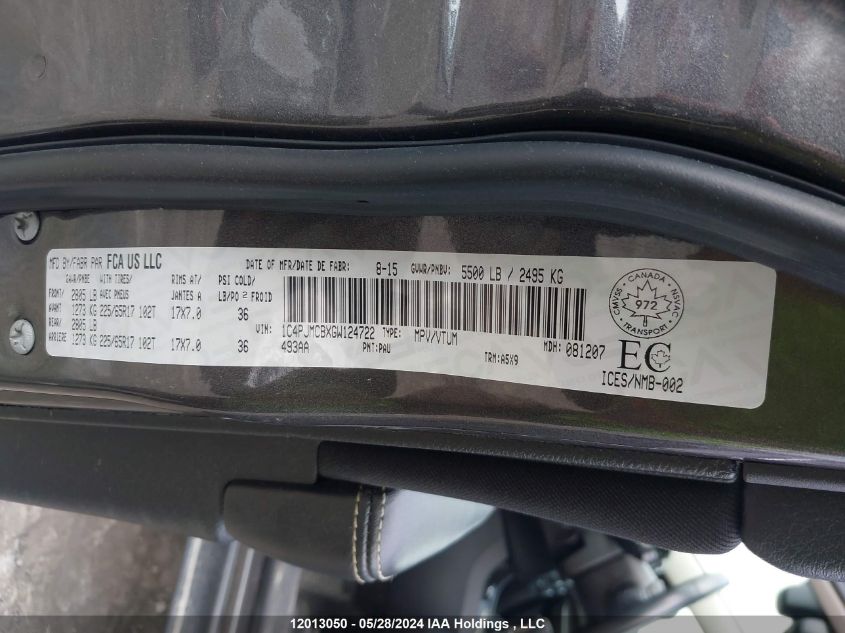 MFD BY/FABR PAR FCA US LLC
DATE OF MFR/DATE DE FABR: 8-15 GVWR/PNBV: 5500 LB / 2495 KG
GAWR/PNBE WITH TIRES/ RIMS AT/ PSI COLD/
FRONT/ 2805 LB AVEC PNEUS JANTES A LB/PO 2 FROID
AVANT 1273 KG 225/65R17 102T 17X7.0 36
REAR/ 2805 LB
ARRIERE 1273 KG 225/65R17 102T 17X7.0 36
VIN: 1C4PJMCBXGW124722 TYPE: MPV/VTUM MDH: 081207
493AA PNT:PAU TRM:A5X9
CMVSS - CANADA - NSVAC
972
TRANSPORT
EC
ICES/NMB-002
12013050 - 05/28/2024 IAA Holdings , LLC